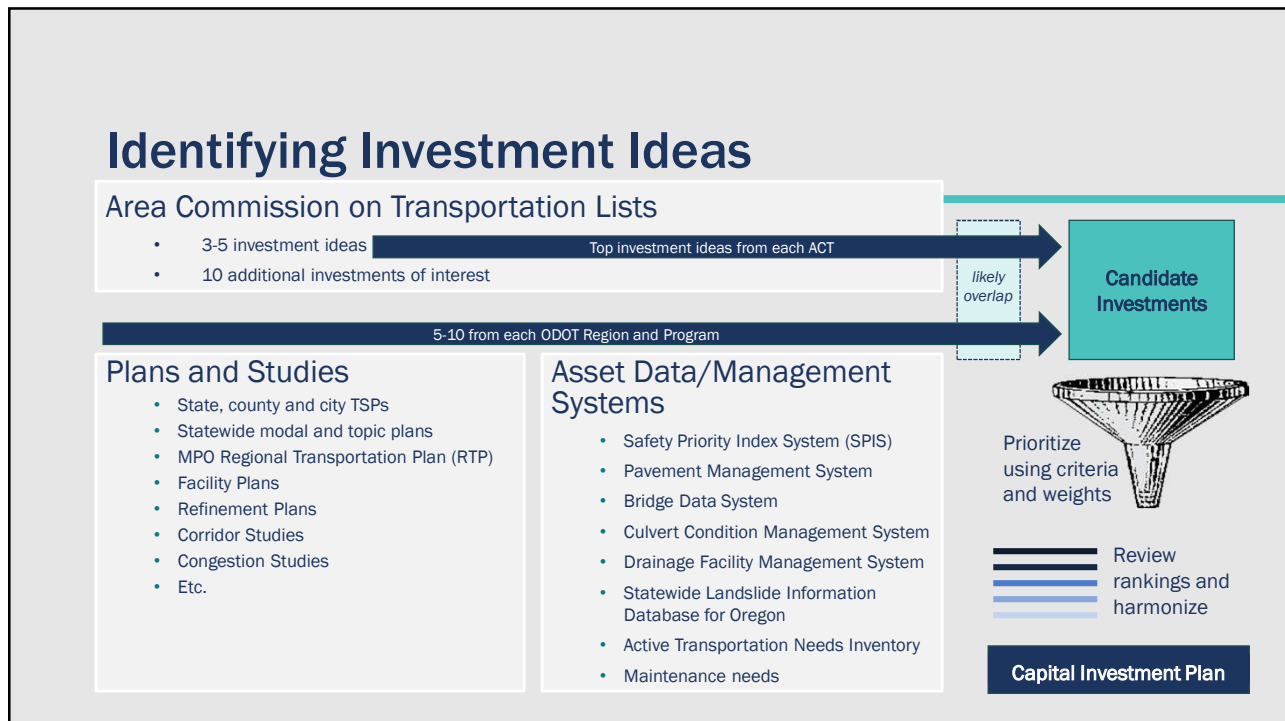 Identifying Investment Ideas
Area Commission on Transportation Lists
• 3-5 investment ideas
• 10 additional investments of interest
Top investment ideas from each ACT
likely
overlap
Candidate
Investments
5-10 from each ODOT Region and Program
Plans and Studies
• State, county and city TSPs
• Statewide modal and topic plans
• MPO Regional Transportation Plan (RTP)
• Facility Plans
• Refinement Plans
• Corridor Studies
• Congestion Studies
• Etc.
Asset Data/Management
Systems
• Safety Priority Index System (SPIS)
• Pavement Management System
• Bridge Data System
• Culvert Condition Management System
• Drainage Facility Management System
• Statewide Landslide Information
Database for Oregon
• Active Transportation Needs Inventory
• Maintenance needs
Prioritize
using criteria
and weights
Review
rankings and
harmonize
Capital Investment Plan